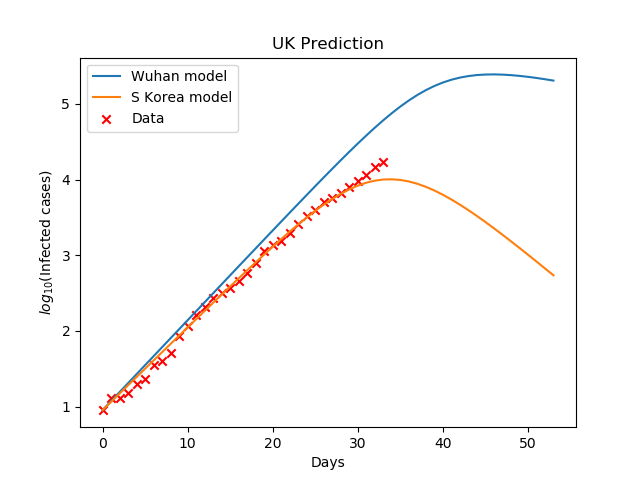 UK Prediction
Wuhan model
S Korea model
Data
log10(Infected cases)
5
4
3
2
1
0 10 20 30 40 50
Days